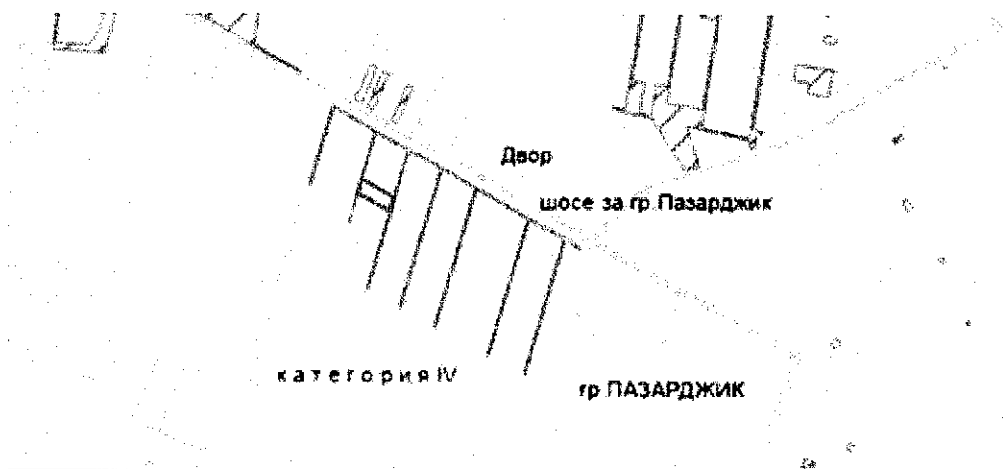 Двор
шосе за гр.Пазарджик
категория IV
гр.ПАЗАРДЖИК